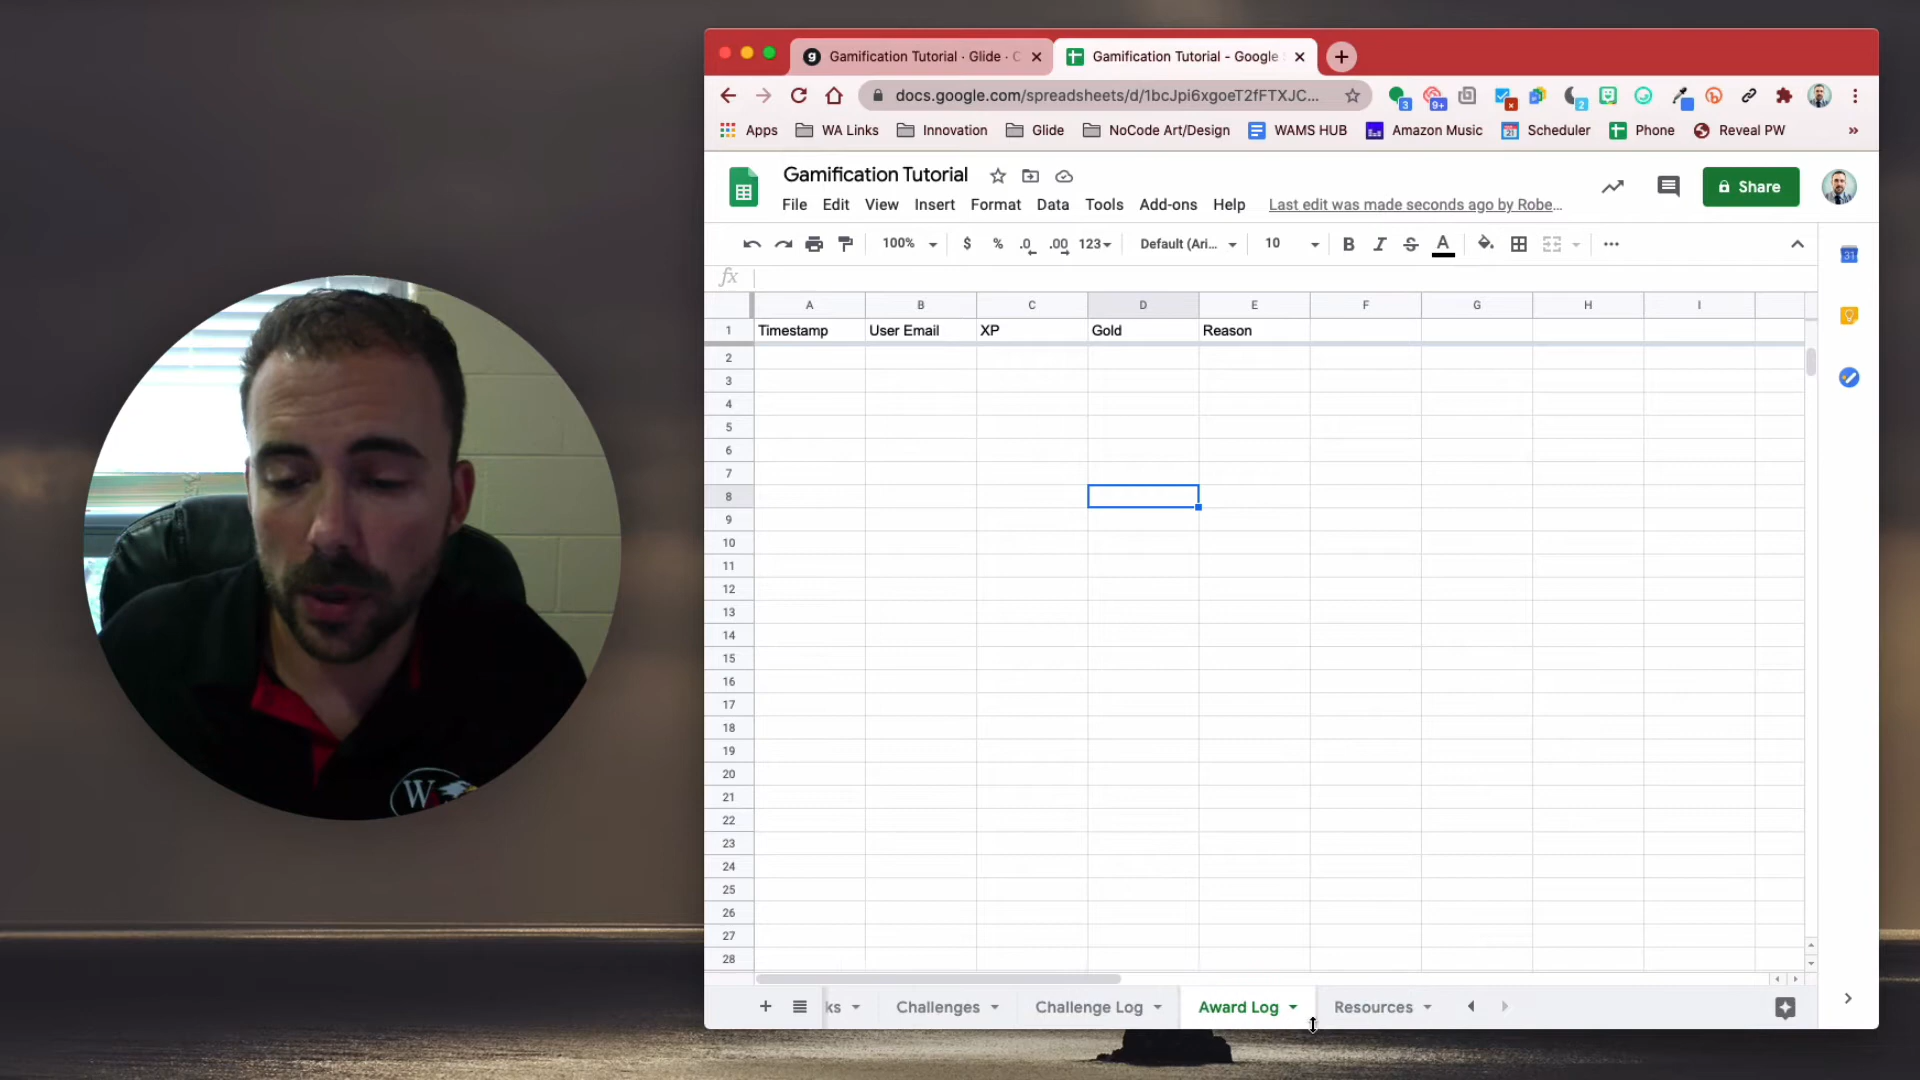 Gamification Tutorial · Glide · C
Gamification Tutorial - Google
docs.google.com/spreadsheets/d/1bcJpi6xgoeT2fFTXJC...
3 9+ × 2
Apps WA Links Innovation Glide NoCode Art/Design WAMS HUB Amazon Music 21 Scheduler Phone Reveal PW »
Gamification Tutorial
Share
File Edit View Insert Format Data Tools Add-ons Help Last edit was made seconds ago by Robe...
100% $ % .0 .00 123 Default (Ari... 10 B I S A
31
fx
A B C D E F G H I
1 Timestamp User Email XP Gold Reason
2
3
4
5
6
7
8
9
10
11
12
13
14
15
16
17
18
19
20
21
22
23
24
25
26
27
28
ks Challenges Challenge Log Award Log Resources
W